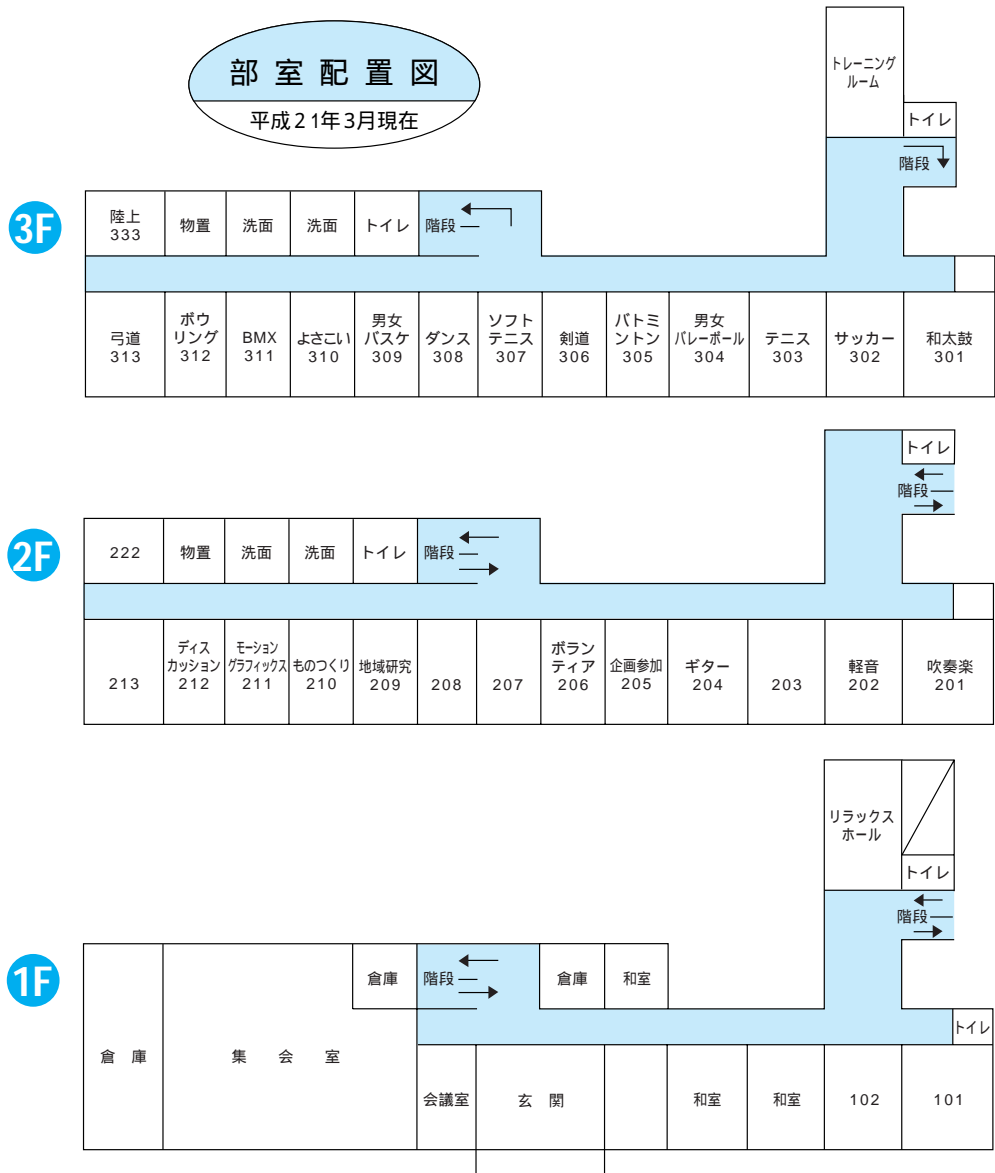 部室配置図
平成21年3月現在
トレーニング
ルーム
トイレ
階段
3F
陸上
333
物置
洗面
洗面
トイレ
階段
弓道
313
ボウ
リング
312
BMX
311
よさこい
310
男女
バスケ
309
ダンス
308
ソフト
テニス
307
剣道
306
バトミ
ントン
305
男女
バレーボール
304
テニス
303
サッカー
302
和太鼓
301
トイレ
階段
2F
222
物置
洗面
洗面
トイレ
階段
213
ディス
カッション
212
モーション
グラフィックス
211
ものつくり
210
地域研究
209
208
207
ボラン
ティア
206
企画参加
205
ギター
204
203
軽音
202
吹奏楽
201
リラックス
ホール
トイレ
階段
1F
倉庫
階段
倉庫
和室
トイレ
倉庫
集会室
会議室
玄関
和室
和室
102
101